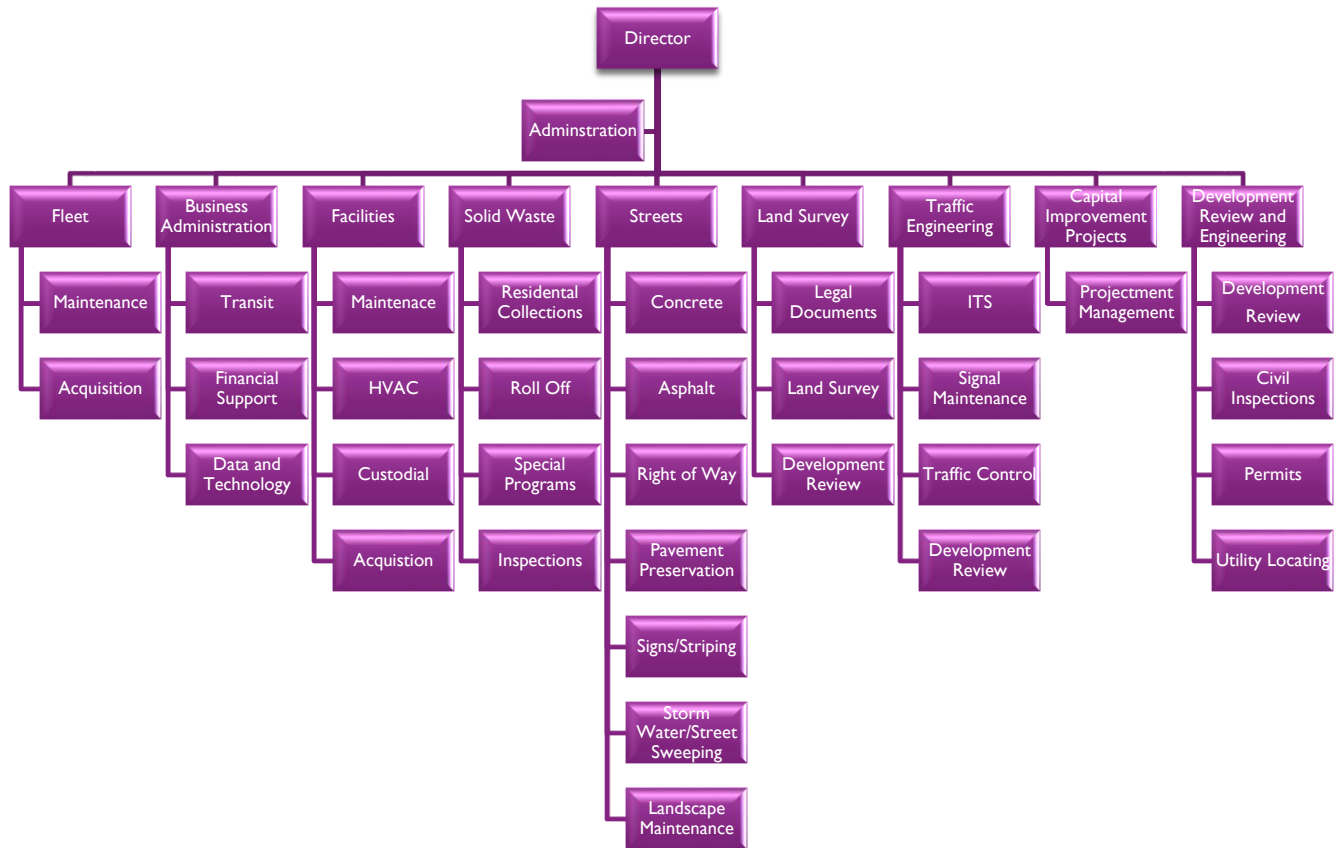 Director
Adminstration
Fleet
Business
Administration
Facilities
Solid Waste
Streets
Land Survey
Traffic
Engineering
Capital
Improvement
Projects
Development
Review and
Engineering
Maintenance
Acquisition
Transit
Financial
Support
Data and
Technology
Maintenace
HVAC
Custodial
Acquistion
Residental
Collections
Roll Off
Special
Programs
Inspections
Concrete
Asphalt
Right of Way
Pavement
Preservation
Signs/Striping
Storm
Water/Street
Sweeping
Landscape
Maintenance
Legal
Documents
Land Survey
Development
Review
ITS
Signal
Maintenance
Traffic Control
Development
Review
Projectment
Management
Development
Review
Civil
Inspections
Permits
Utility Locating